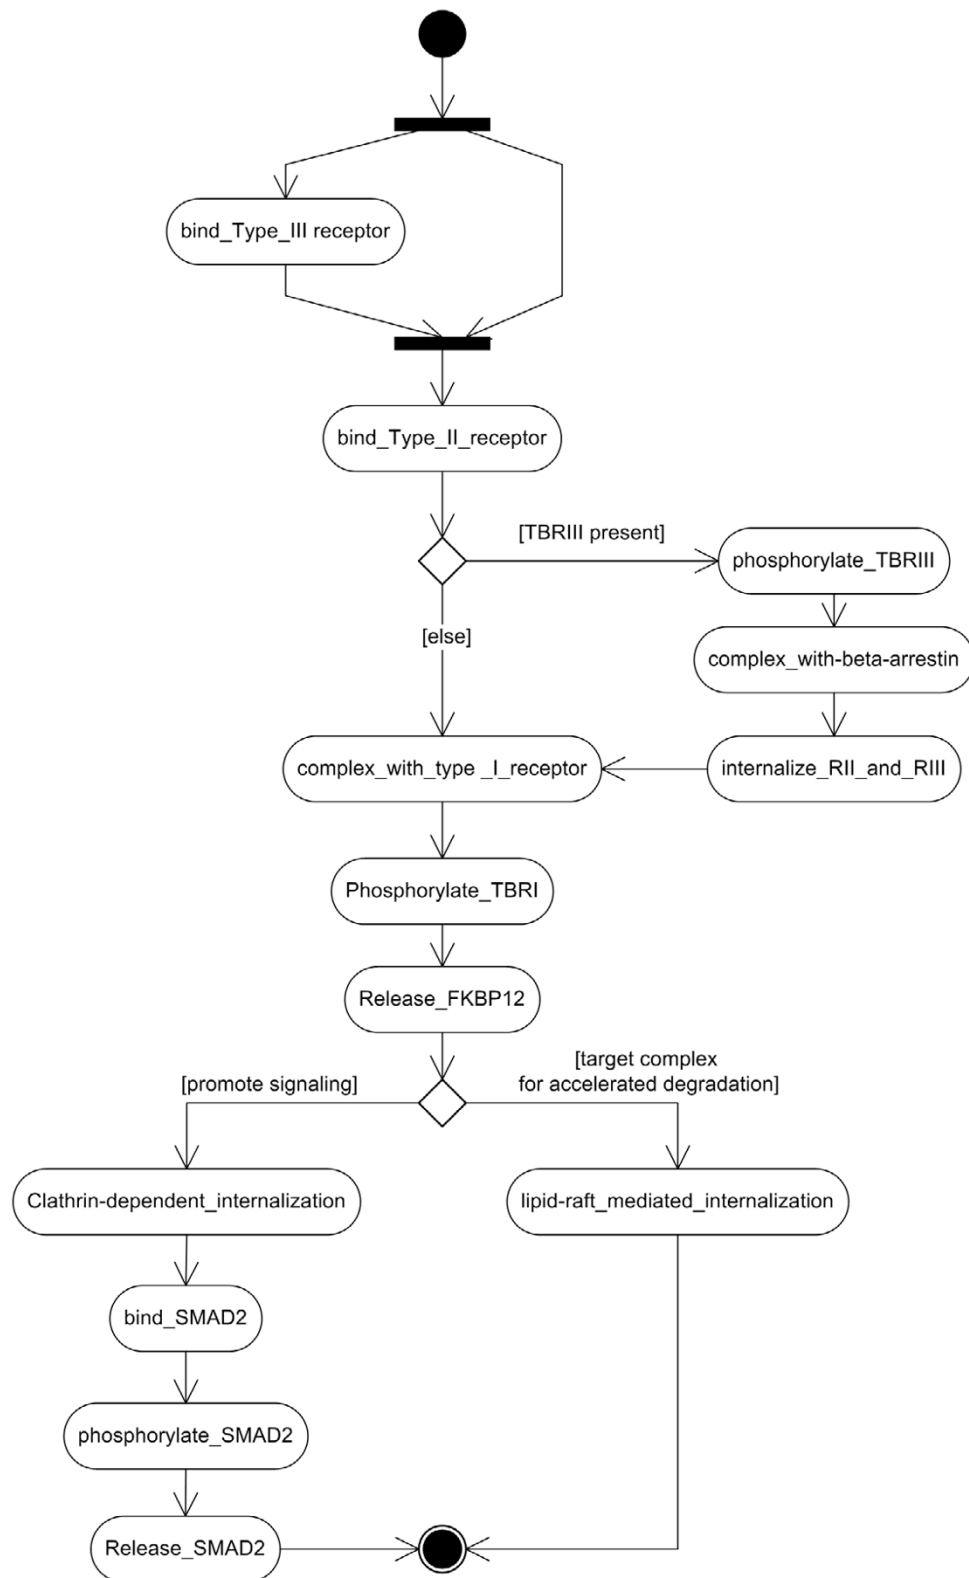 bind_Type_III receptor
bind_Type_II_receptor
[TBRIII present]
phosphorylate_TBRIII
[else]
complex_with-beta-arrestin
complex_with_type _I_receptor
internalize_RII_and_RIII
Phosphorylate_TBRI
Release_FKBP12
[promote signaling]
[target complex
for accelerated degradation]
Clathrin-dependent_internalization
lipid-raft_mediated_internalization
bind_SMAD2
phosphorylate_SMAD2
Release_SMAD2